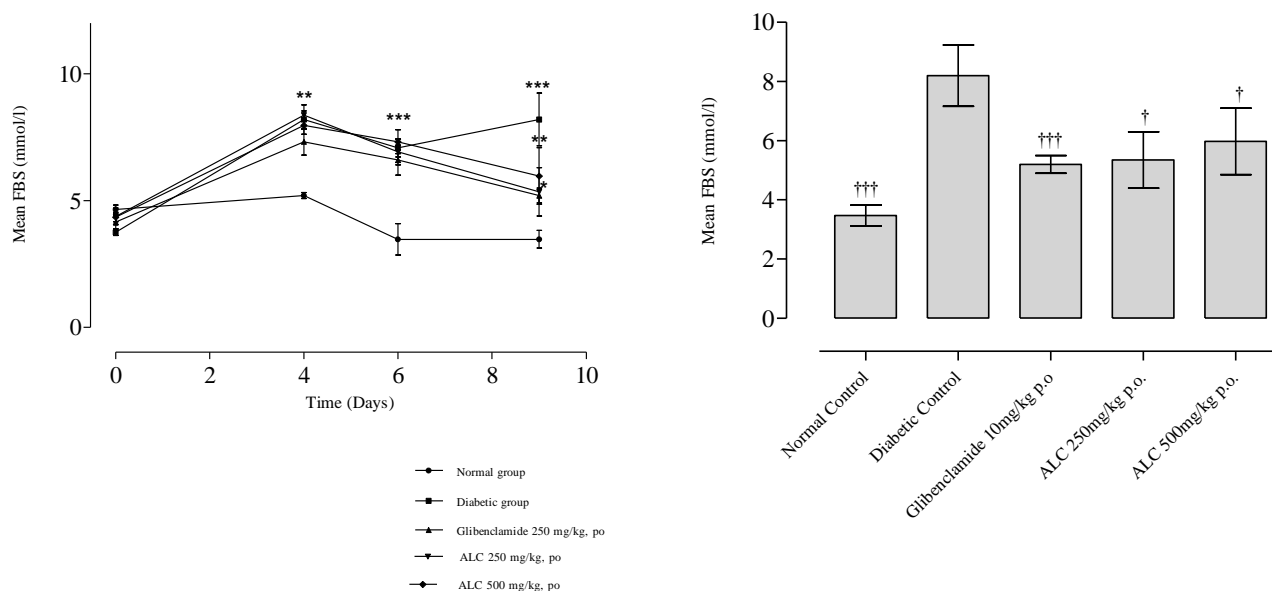 10
5
0
Mean FBS (mmol/l)
**
***
***
**
*
0
2
4
6
8
10
Time (Days)
Normal group
Diabetic group
Glibenclamide 250 mg/kg, po
ALC 250 mg/kg, po
ALC 500 mg/kg, po
10
8
6
4
2
0
Mean FBS (mmol/l)
†††
†††
†
†
Normal Control
Diabetic Control
Glibenclamide 10mg/kg p.o
ALC 250mg/kg p.o.
ALC 500mg/kg p.o.